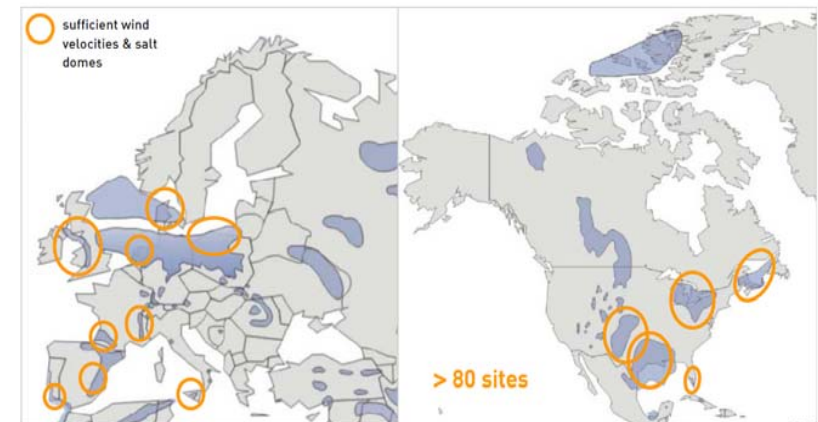 sufficient wind
velocities & salt
domes
> 80 sites